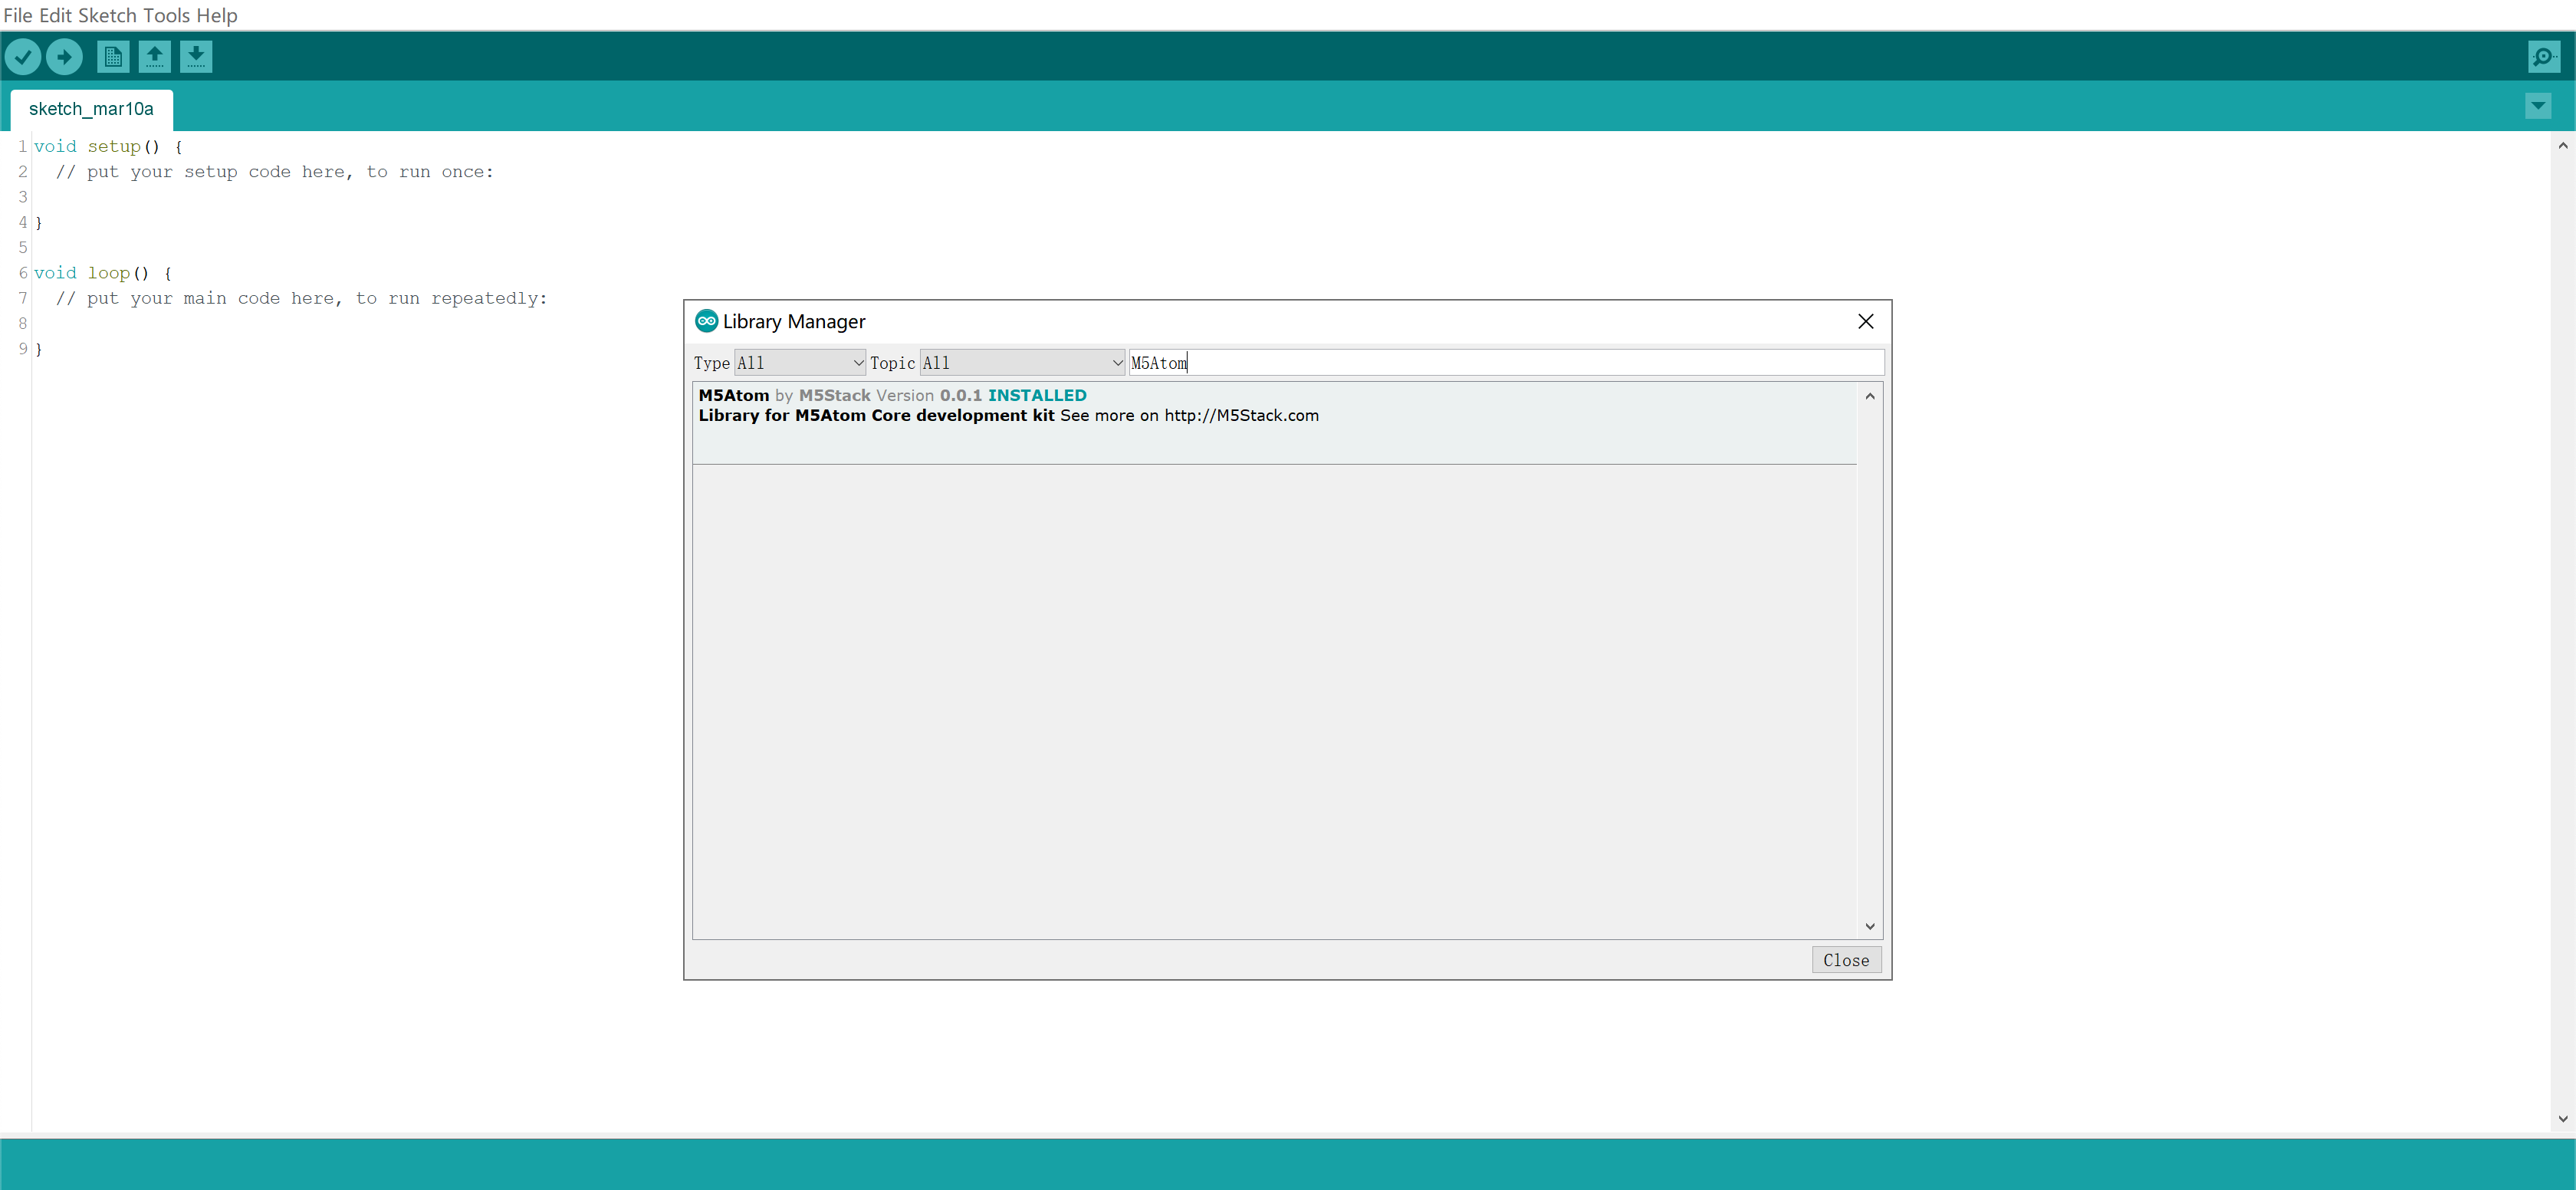 File Edit Sketch Tools Help
sketch_mar10a
1 void setup() {
2 // put your setup code here, to run once:
3
4 }
5
6 void loop() {
7 // put your main code here, to run repeatedly:
8
9 }
Library Manager
Type All Topic All M5Atom
M5Atom by M5Stack Version 0.0.1 INSTALLED
Library for M5Atom Core development kit See more on http://M5Stack.com
Close